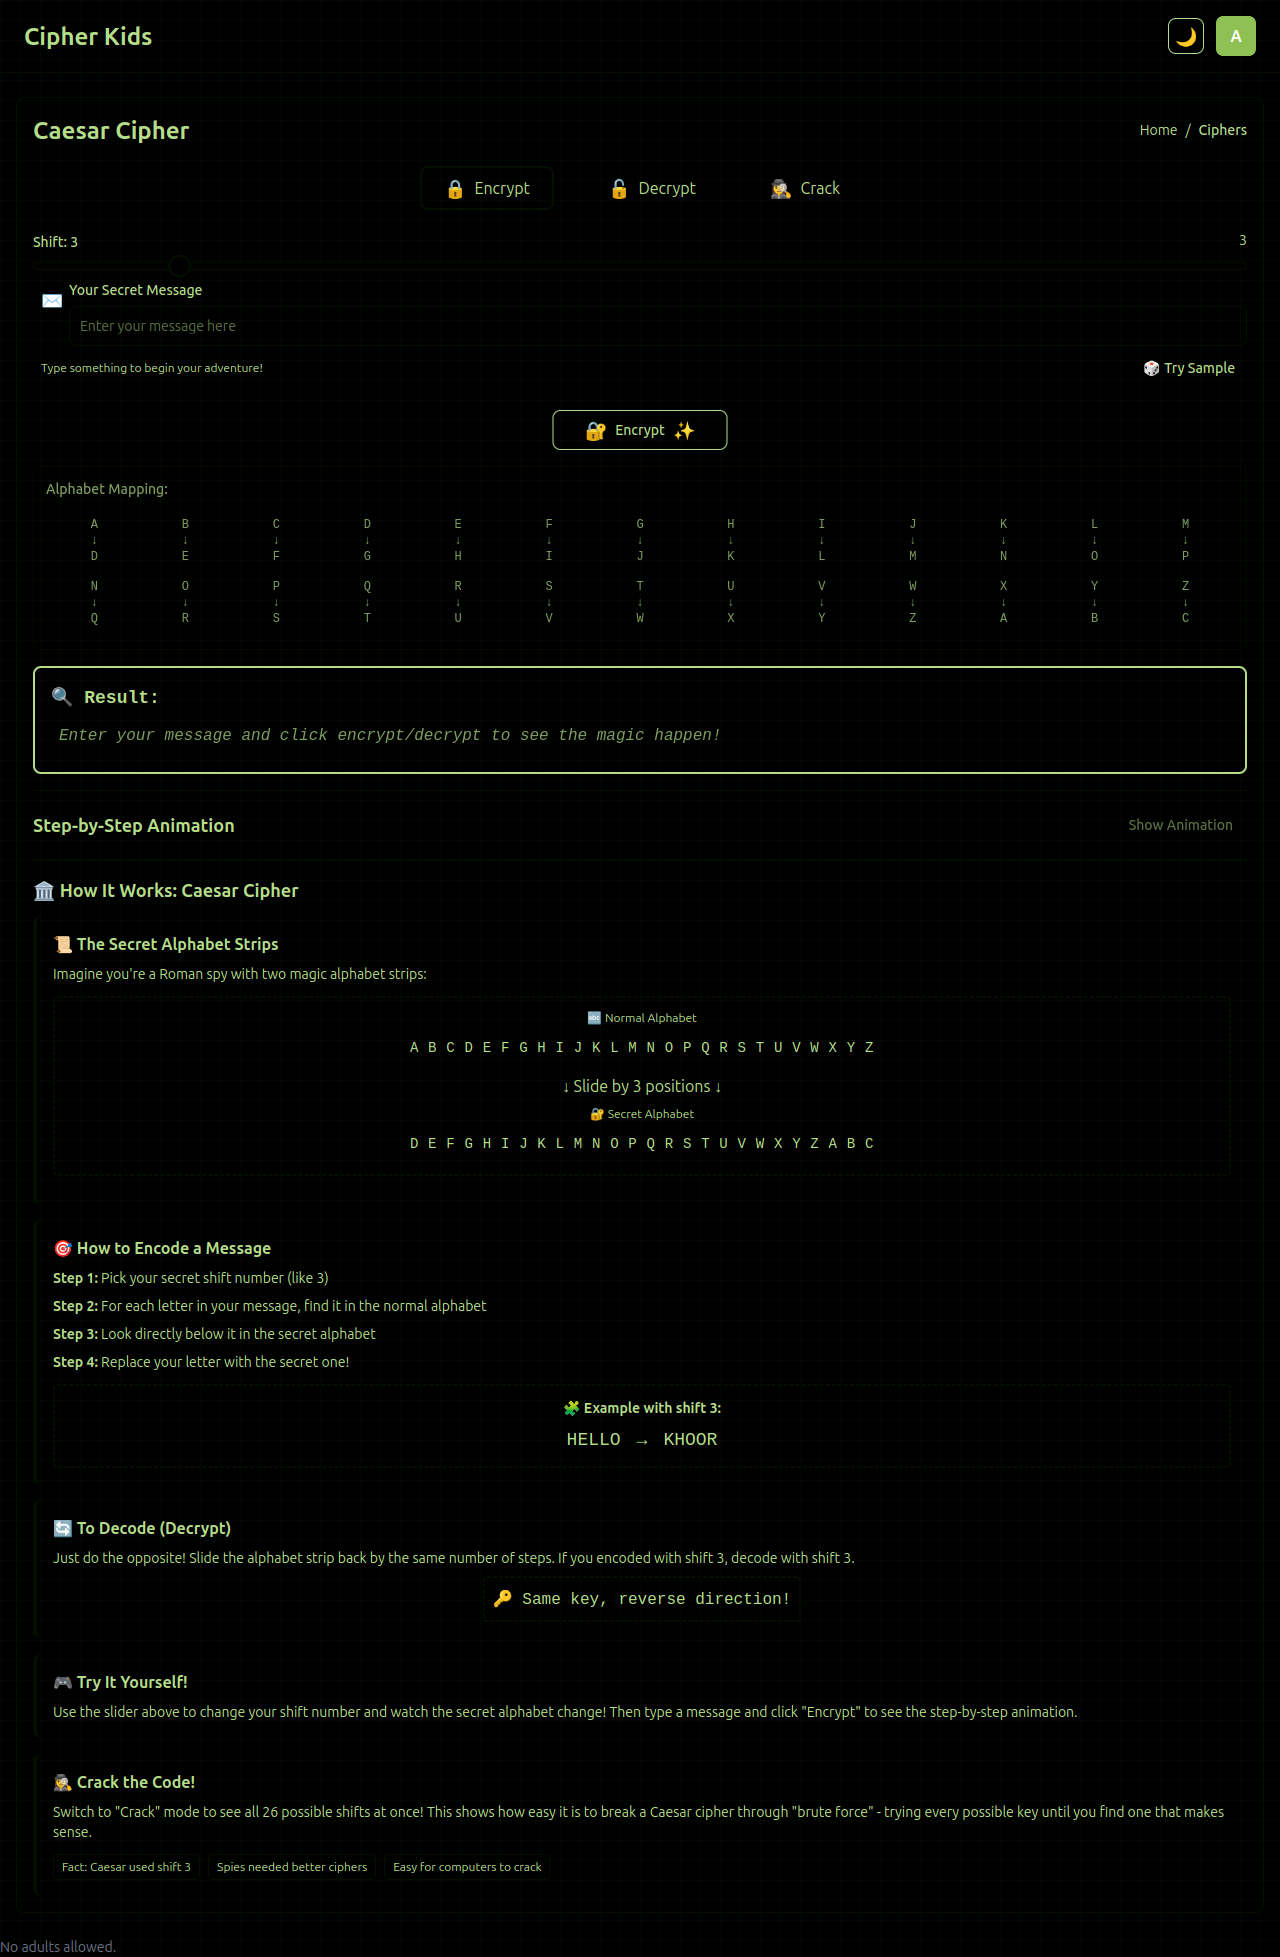 Cipher Kids
A
Caesar Cipher
Home / Ciphers
Encrypt
Decrypt
Crack
Shift: 3
3
Your Secret Message
Enter your message here
Type something to begin your adventure!
Try Sample
Encrypt
Alphabet Mapping:
A B C D E F G H I J K L M
↓ ↓ ↓ ↓ ↓ ↓ ↓ ↓ ↓ ↓ ↓ ↓ ↓
D E F G H I J K L M N O P
N O P Q R S T U V W X Y Z
↓ ↓ ↓ ↓ ↓ ↓ ↓ ↓ ↓ ↓ ↓ ↓ ↓
Q R S T U V W X Y Z A B C
Result:
Enter your message and click encrypt/decrypt to see the magic happen!
Step-by-Step Animation
Show Animation
How It Works: Caesar Cipher
The Secret Alphabet Strips
Imagine you're a Roman spy with two magic alphabet strips:
Normal Alphabet
A B C D E F G H I J K L M N O P Q R S T U V W X Y Z
↓ Slide by 3 positions ↓
Secret Alphabet
D E F G H I J K L M N O P Q R S T U V W X Y Z A B C
How to Encode a Message
Step 1: Pick your secret shift number (like 3)
Step 2: For each letter in your message, find it in the normal alphabet
Step 3: Look directly below it in the secret alphabet
Step 4: Replace your letter with the secret one!
Example with shift 3:
HELLO → KHOOR
To Decode (Decrypt)
Just do the opposite! Slide the alphabet strip back by the same number of steps. If you encoded with shift 3, decode with shift 3.
Same key, reverse direction!
Try It Yourself!
Use the slider above to change your shift number and watch the secret alphabet change! Then type a message and click "Encrypt" to see the step-by-step animation.
Crack the Code!
Switch to "Crack" mode to see all 26 possible shifts at once! This shows how easy it is to break a Caesar cipher through "brute force" - trying every possible key until you find one that makes
sense.
Fact: Caesar used shift 3
Spies needed better ciphers
Easy for computers to crack
No adults allowed.